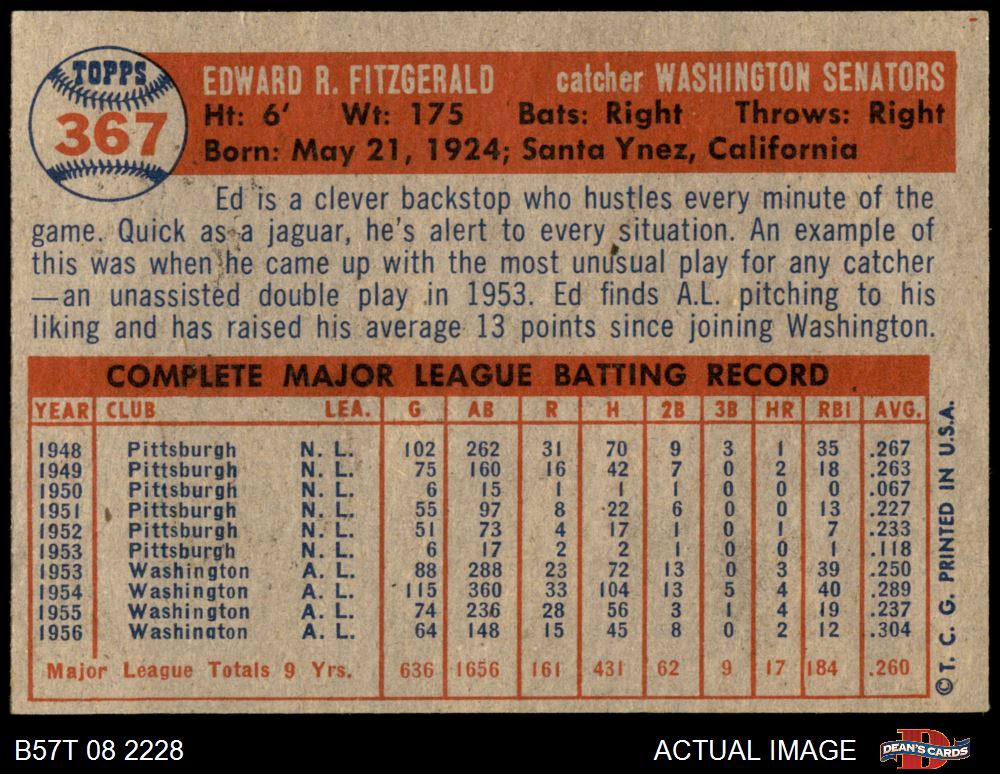 TOPPS
367
EDWARD R. FITZGERALD catcher WASHINGTON SENATORS
Ht: 6' Wt: 175 Bats: Right Throws: Right
Born: May 21, 1924; Santa Ynez, California
Ed is a clever backstop who hustles every minute of the
game. Quick as a jaguar, he's alert to every situation. An example of
this was when he came up with the most unusual play for any catcher
—an unassisted double play in 1953. Ed finds A.L. pitching to his
liking and has raised his average 13 points since joining Washington.
COMPLETE MAJOR LEAGUE BATTING RECORD
YEAR CLUB LEA. G AB R H 2B 3B HR RBI AVG.
1948 Pittsburgh N. L. 102 262 31 70 9 3 1 35 .267
1949 Pittsburgh N. L. 75 160 16 42 7 0 2 18 .263
1950 Pittsburgh N. L. 6 15 1 1 1 0 0 0 .067
1951 Pittsburgh N. L. 55 97 8 22 6 0 0 13 .227
1952 Pittsburgh N. L. 51 73 4 17 1 0 1 7 .233
1953 Pittsburgh N. L. 6 17 2 2 1 0 0 1 .118
1953 Washington A. L. 88 288 23 72 13 0 3 39 .250
1954 Washington A. L. 115 360 33 104 13 5 4 40 .289
1955 Washington A. L. 74 236 28 56 3 1 4 19 .237
1956 Washington A. L. 64 148 15 45 8 0 2 12 .304
Major League Totals 9 Yrs. 636 1656 161 431 62 9 17 184 .260
© T. C. G. PRINTED IN U.S.A.
B57T 08 2228 ACTUAL IMAGE DEAN'S CARDS